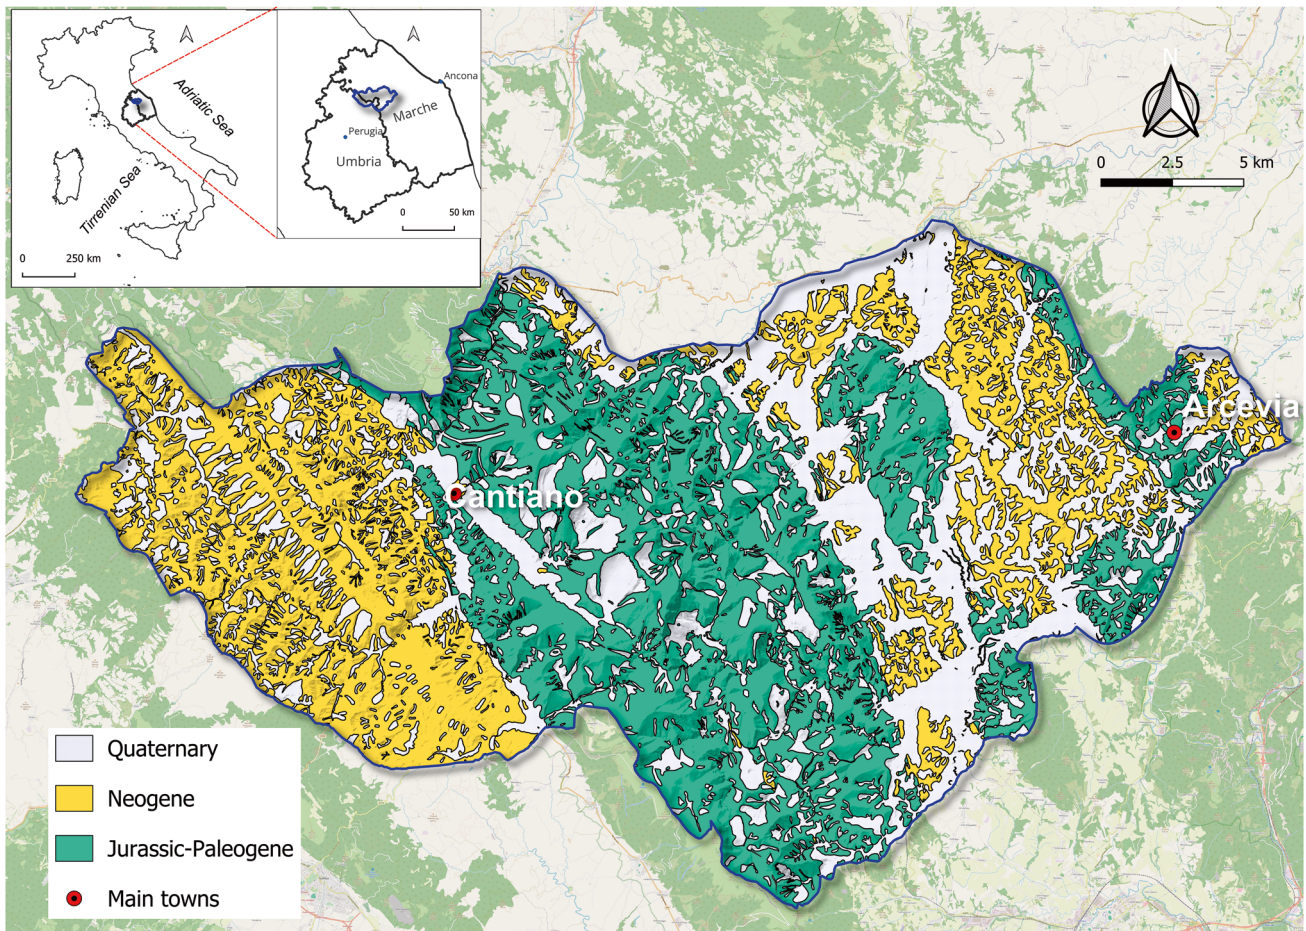 Adriatic Sea
Tirrenian Sea
0 250 km
Ancona
Marche
Perugia
Umbria
0 50 km
N
0 2.5 5 km
Arcevia
Cantiano
Quaternary
Neogene
Jurassic-Paleogene
Main towns